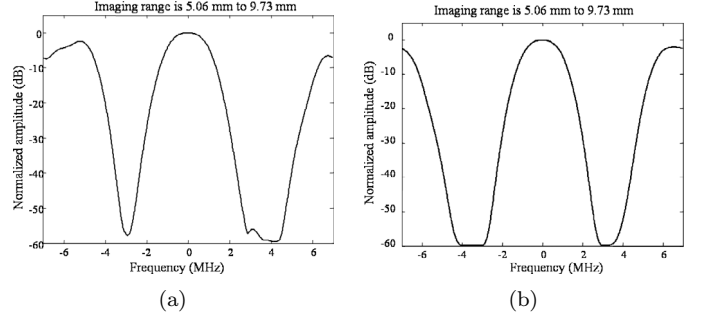 Imaging range is 5.06 mm to 9.73 mm
Normalized amplitude (dB)
0
-10
-20
-30
-40
-50
-60
-6 -4 -2 0 2 4 6
Frequency (MHz)
(a)
Imaging range is 5.06 mm to 9.73 mm
Normalized amplitude (dB)
0
-10
-20
-30
-40
-50
-60
-6 -4 -2 0 2 4 6
Frequency (MHz)
(b)